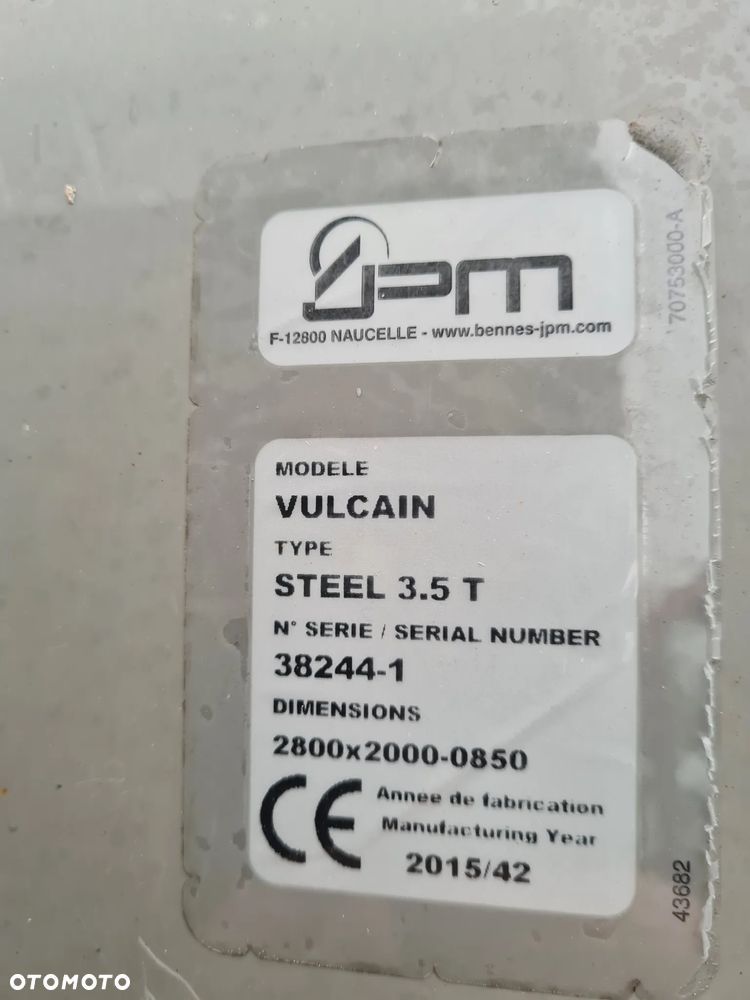 JPM
F-12800 NAUCELLE - www.bennes-jpm.com
70753000-A
MODELE
VULCAIN
TYPE
STEEL 3.5 T
N° SERIE / SERIAL NUMBER
38244-1
DIMENSIONS
2800x2000-0850
CE
Annee de fabrication
Manufacturing Year
2015/42
43682
OTOMOTO